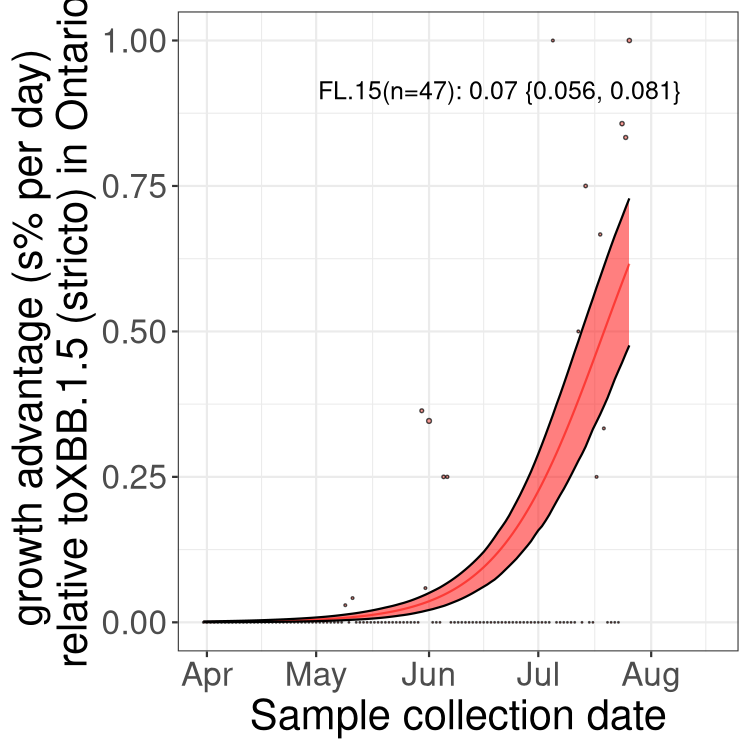 growth advantage (s% per day)
relative toXBB.1.5 (stricto) in Ontario
1.00
0.75
0.50
0.25
0.00
FL.15(n=47): 0.07 {0.056, 0.081}
Apr
May
Jun
Jul
Aug
Sample collection date